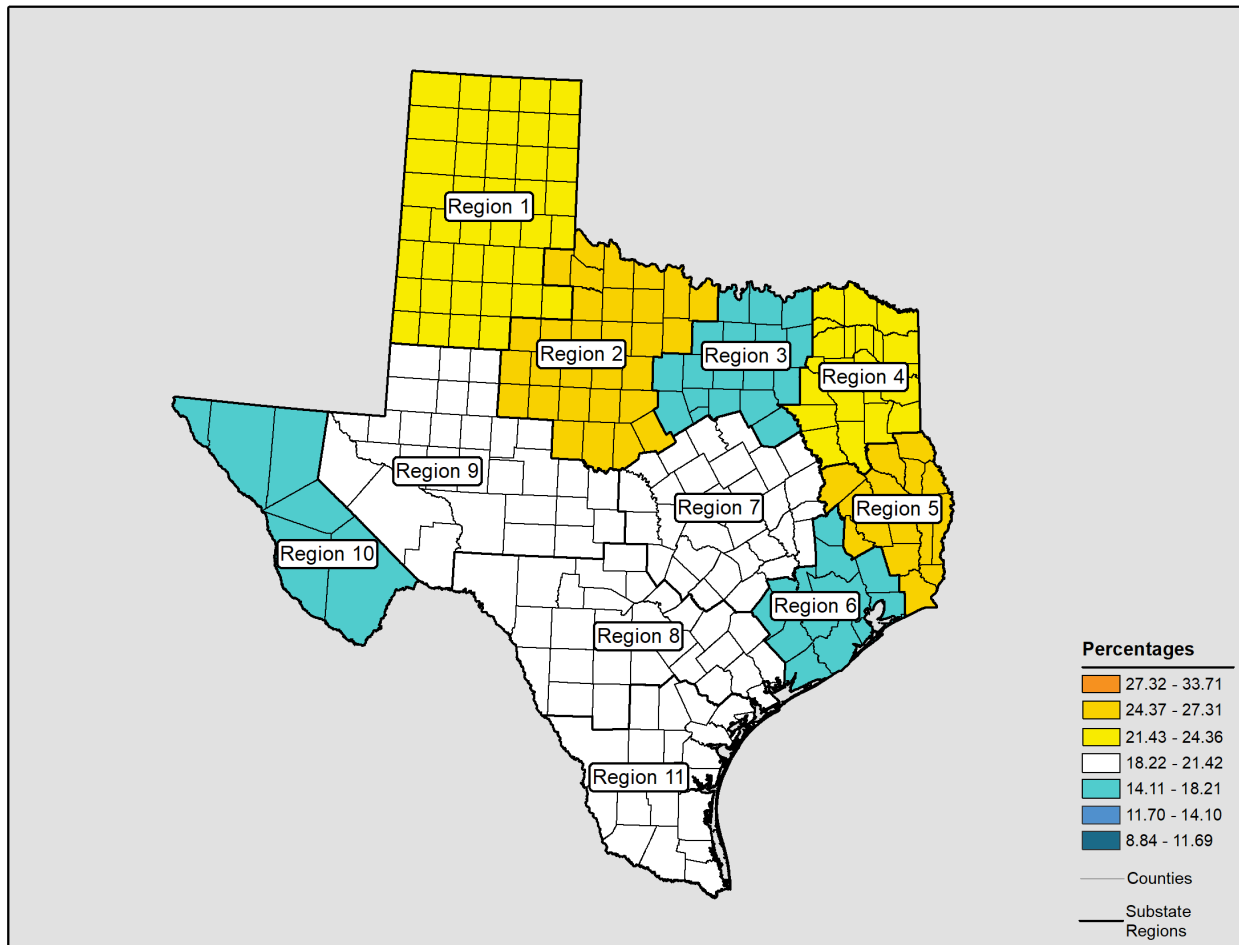 Region 1
Region 2
Region 3
Region 4
Region 9
Region 7
Region 5
Region 10
Region 6
Region 8
Region 11
Percentages
27.32 - 33.71
24.37 - 27.31
21.43 - 24.36
18.22 - 21.42
14.11 - 18.21
11.70 - 14.10
8.84 - 11.69
Counties
Substate
Regions